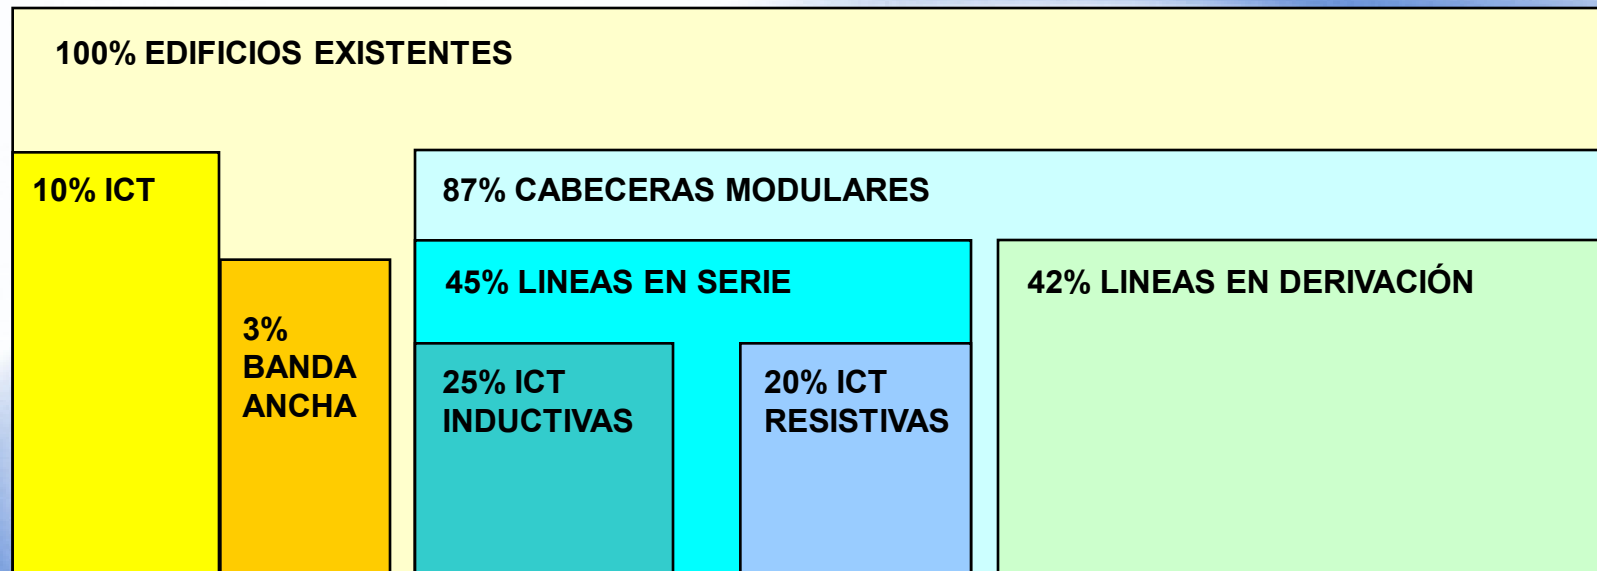 100% EDIFICIOS EXISTENTES
10% ICT
3%
BANDA
ANCHA
87% CABECERAS MODULARES
45% LINEAS EN SERIE
25% ICT
INDUCTIVAS
20% ICT
RESISTIVAS
42% LINEAS EN DERIVACIÓN